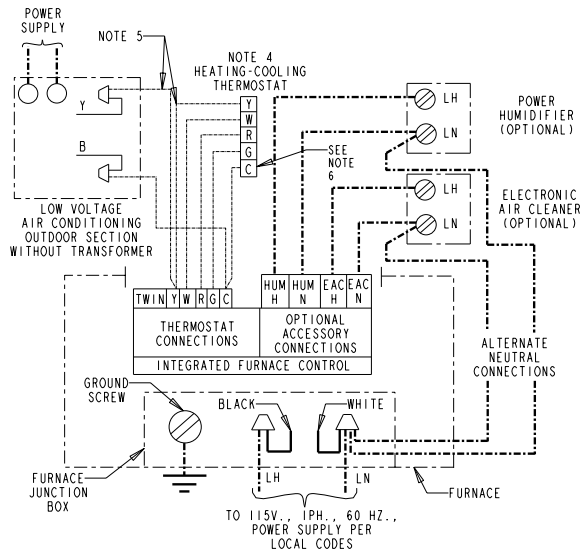 POWER
SUPPLY
NOTE 5
NOTE 4
HEATING-COOLING
THERMOSTAT
Y
W
R
G
C
SEE
NOTE
6
Y
B
LOW VOLTAGE
AIR CONDITIONING
OUTDOOR SECTION
WITHOUT TRANSFORMER
LH
LN
POWER
HUMIDIFIER
(OPTIONAL)
LH
LN
ELECTRONIC
AIR CLEANER
(OPTIONAL)
TWIN Y W R G C
HUM H
HUM N
EAC H
EAC N
THERMOSTAT
CONNECTIONS
OPTIONAL
ACCESSORY
CONNECTIONS
INTEGRATED FURNACE CONTROL
ALTERNATE
NEUTRAL
CONNECTIONS
GROUND
SCREW
BLACK
WHITE
LH
LN
FURNACE
JUNCTION
BOX
FURNACE
TO 115V., 1PH., 60 HZ.,
POWER SUPPLY PER
LOCAL CODES